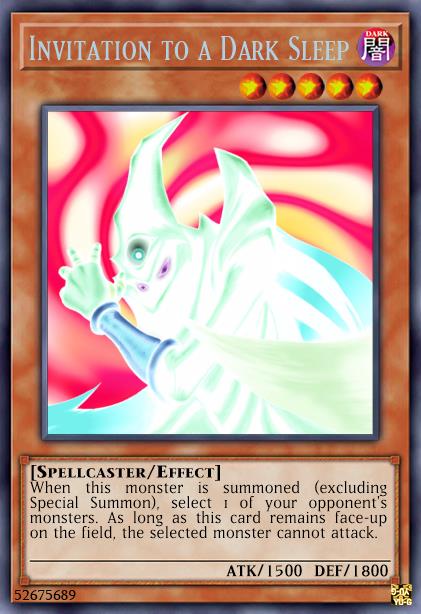 Invitation to a Dark Sleep
DARK
闇
[Spellcaster/Effect]
When this monster is summoned (excluding
Special Summon), select 1 of your opponent's
monsters. As long as this card remains face-up
on the field, the selected monster cannot attack.
ATK/1500 DEF/1800
52675689